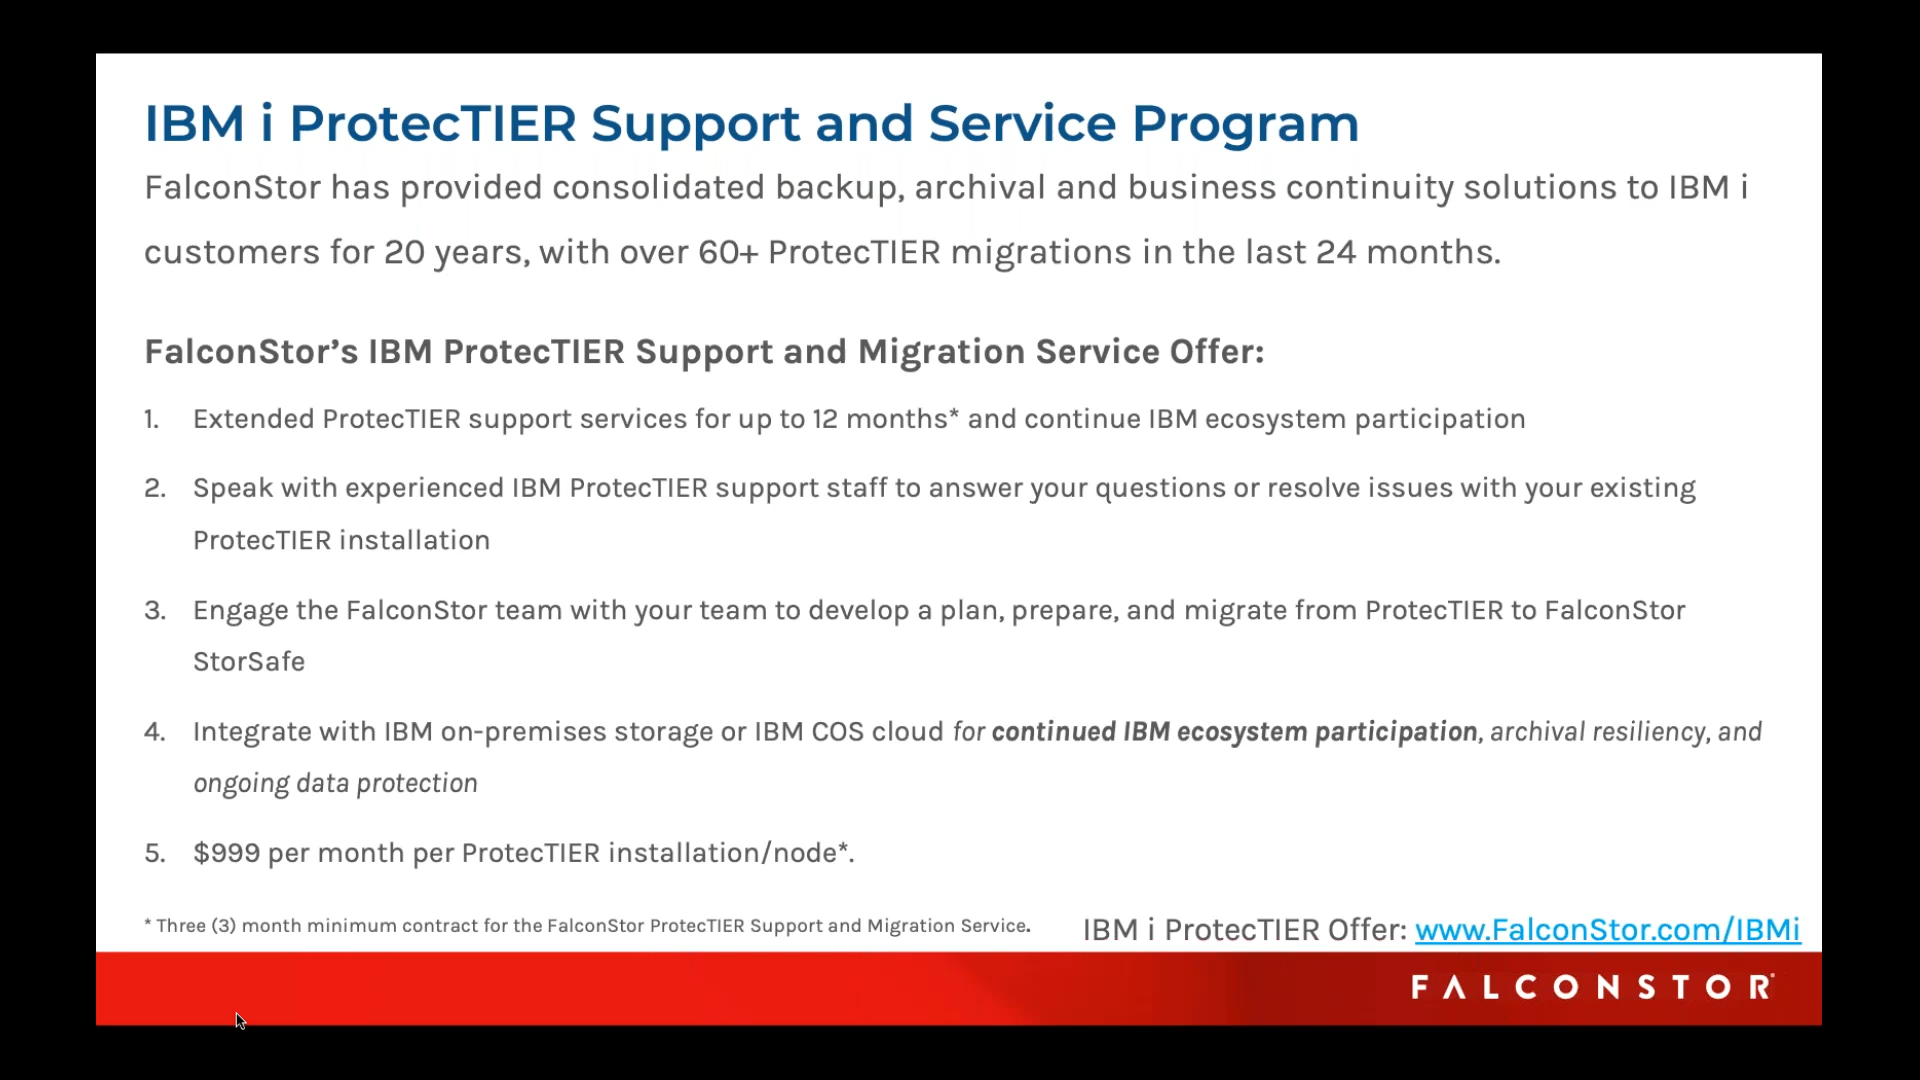 IBM i ProtecTIER Support and Service Program
FalconStor has provided consolidated backup, archival and business continuity solutions to IBM i
customers for 20 years, with over 60+ ProtecTIER migrations in the last 24 months.
FalconStor’s IBM ProtecTIER Support and Migration Service Offer:
1. Extended ProtecTIER support services for up to 12 months* and continue IBM ecosystem participation
2. Speak with experienced IBM ProtecTIER support staff to answer your questions or resolve issues with your existing
ProtecTIER installation
3. Engage the FalconStor team with your team to develop a plan, prepare, and migrate from ProtecTIER to FalconStor
StorSafe
4. Integrate with IBM on-premises storage or IBM COS cloud for continued IBM ecosystem participation, archival resiliency, and
ongoing data protection
5. $999 per month per ProtecTIER installation/node*.
* Three (3) month minimum contract for the FalconStor ProtecTIER Support and Migration Service.
IBM i ProtecTIER Offer: www.FalconStor.com/IBMi
FALCONSTOR